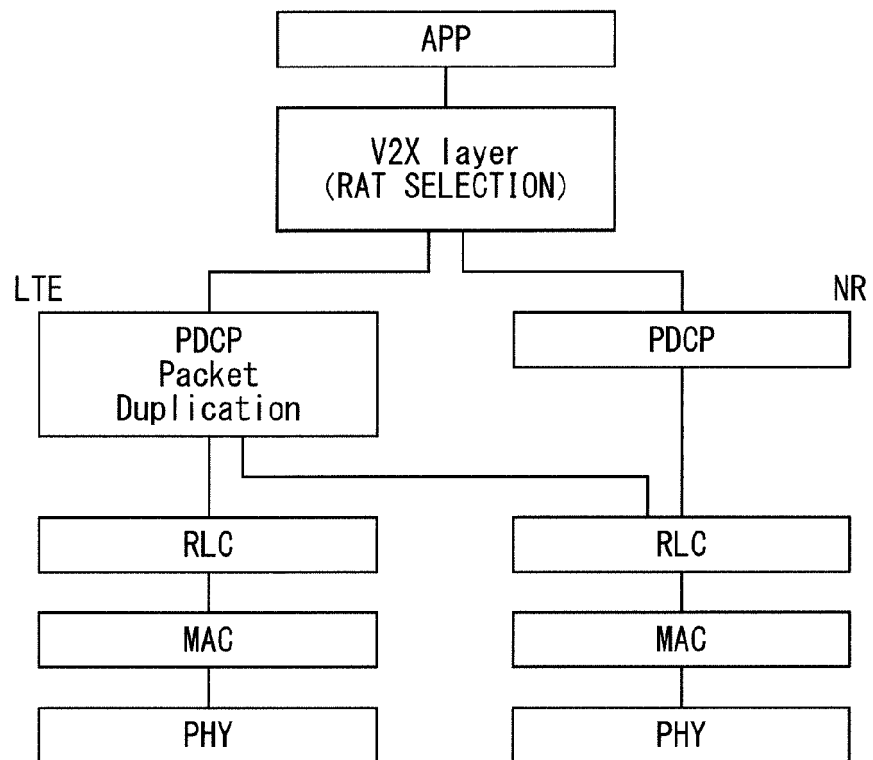 APP
V2X layer
(RAT SELECTION)
LTE
NR
PDCP
Packet
Duplication
PDCP
RLC
RLC
MAC
MAC
PHY
PHY